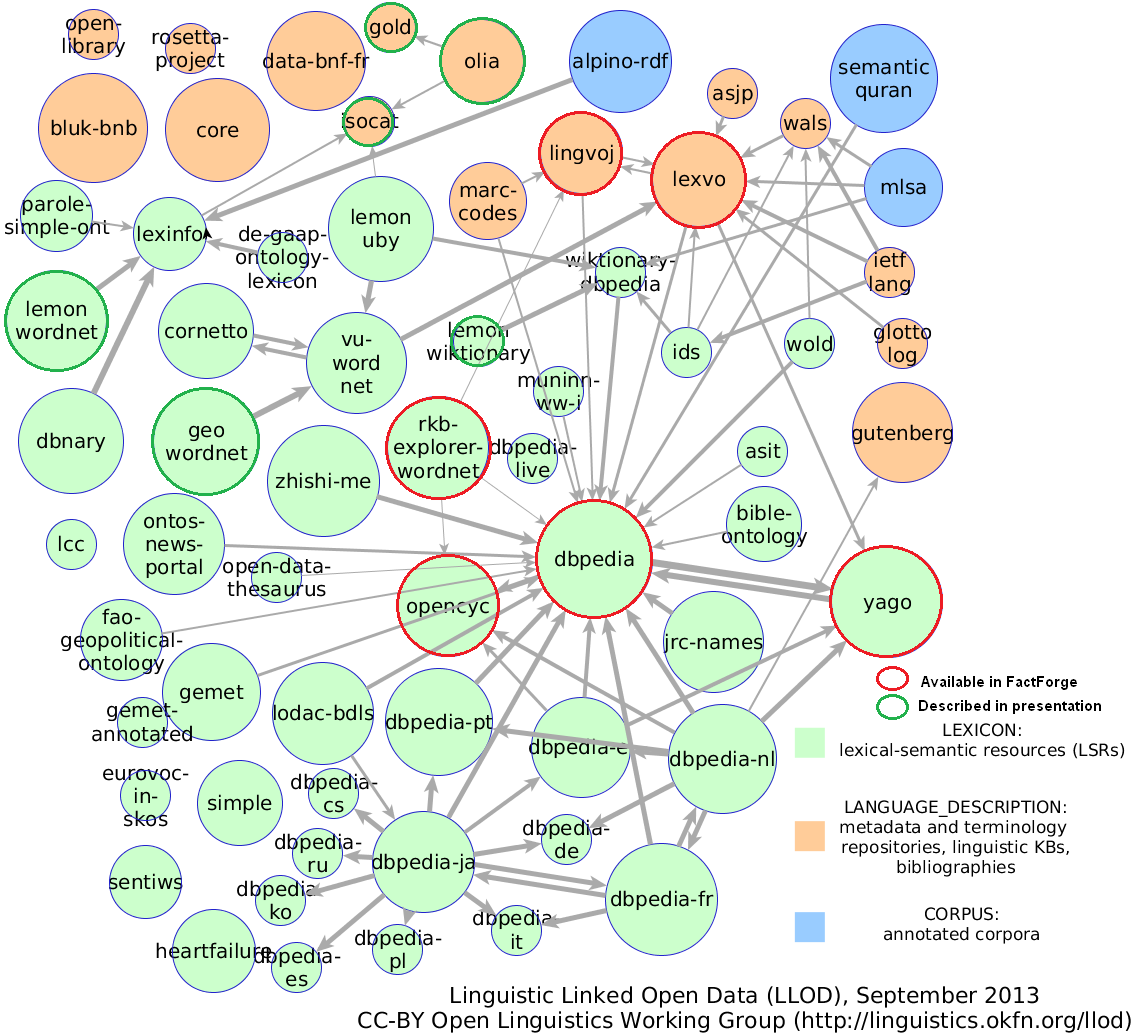 open-
library
rosetta-
project
data-bnf-fr
gold
olia
alpino-rdf
semantic
quran
bluk-bnb
core
isocat
asjp
wals
lingvoj
lexvo
marc-
codes
mlsa
parole-
simple-ont
lexinfo
de-gaap-
ontology-
lexicon
lemon
uby
wiktionary-
dbpedia
ietf
lang
lemon
wordnet
cornetto
vu-
word
net
lemon
wiktionary
ids
wold
glotto
log
muninn-
ww-i
dbnary
geo
wordnet
rkb-
explorer-
wordnet
dbpedia-
live
asit
gutenberg
zhishi-me
lcc
ontos-
news-
portal
bible-
ontology
open-data-
thesaurus
dbpedia
opencyc
yago
fao-
geopolitical-
ontology
jrc-names
gemet
gemet-
annotated
lodac-bdls
dbpedia-pt
dbpedia-e
dbpedia-nl
Available in FactForge
Described in presentation
LEXICON:
lexical-semantic resources (LSRs)
eurovoc-
in-
skos
simple
dbpedia-
cs
dbpedia-
ru
dbpedia-ja
dbpedia-
de
LANGUAGE_DESCRIPTION:
metadata and terminology
repositories, linguistic KBs,
bibliographies
sentiws
dbpedia
ko
dbpedia-fr
heartfailure
dbpedia-
es
dbpedia-
pl
dbpedia
it
CORPUS:
annotated corpora
Linguistic Linked Open Data (LLOD), September 2013
CC-BY Open Linguistics Working Group (http://linguistics.okfn.org/llod)